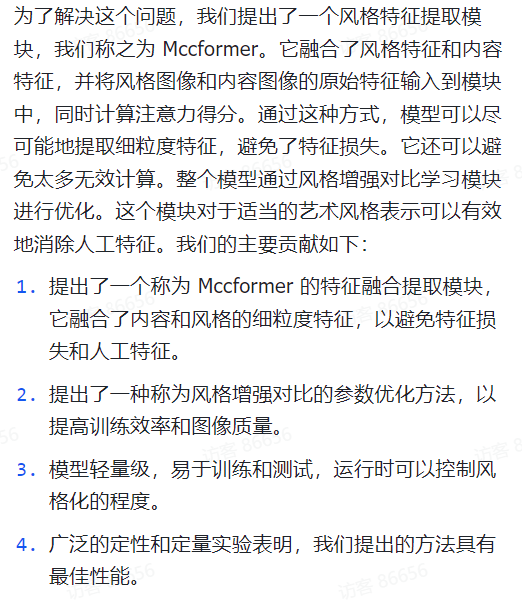 为了解决这个问题，我们提出了一个风格特征提取模
块，我们称之为 Mccformer。它融合了风格特征和内容
特征，并将风格图像和内容图像的原始特征输入到模块
中，同时计算注意力得分。通过这种方式，模型可以尽
可能地提取细粒度特征，避免了特征损失。它还可以避
免太多无效计算。整个模型通过风格增强对比学习模块
进行优化。这个模块对于适当的艺术风格表示可以有效
地消除人工特征。我们的主要贡献如下：
1. 提出了一个称为 Mccformer 的特征融合提取模块，
它融合了内容和风格的细粒度特征，以避免特征损
失和人工特征。
2. 提出了一种称为风格增强对比的参数优化方法，以
提高训练效率和图像质量。
3. 模型轻量级，易于训练和测试，运行时可以控制风
格化的程度。
4. 广泛的定性和定量实验表明，我们提出的方法具有
最佳性能。
访客 86656